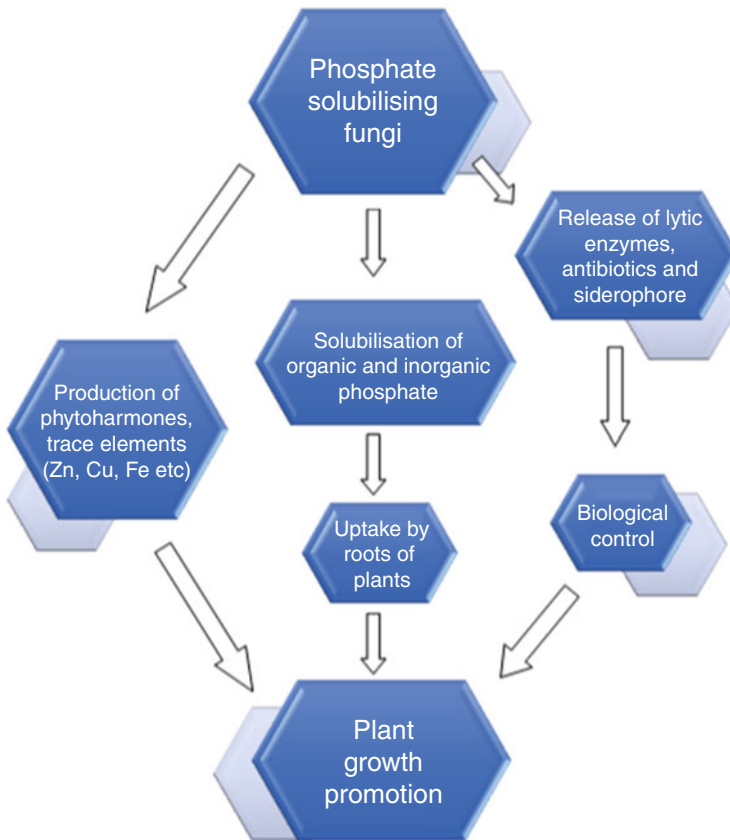 Phosphate
solubilising
fungi
Release of lytic
enzymes,
antibiotics and
siderophore
Solubilisation of
organic and inorganic
phosphate
Production of
phytoharmones,
trace elements
(Zn, Cu, Fe etc)
Uptake by
roots of
plants
Biological
control
Plant
growth
promotion